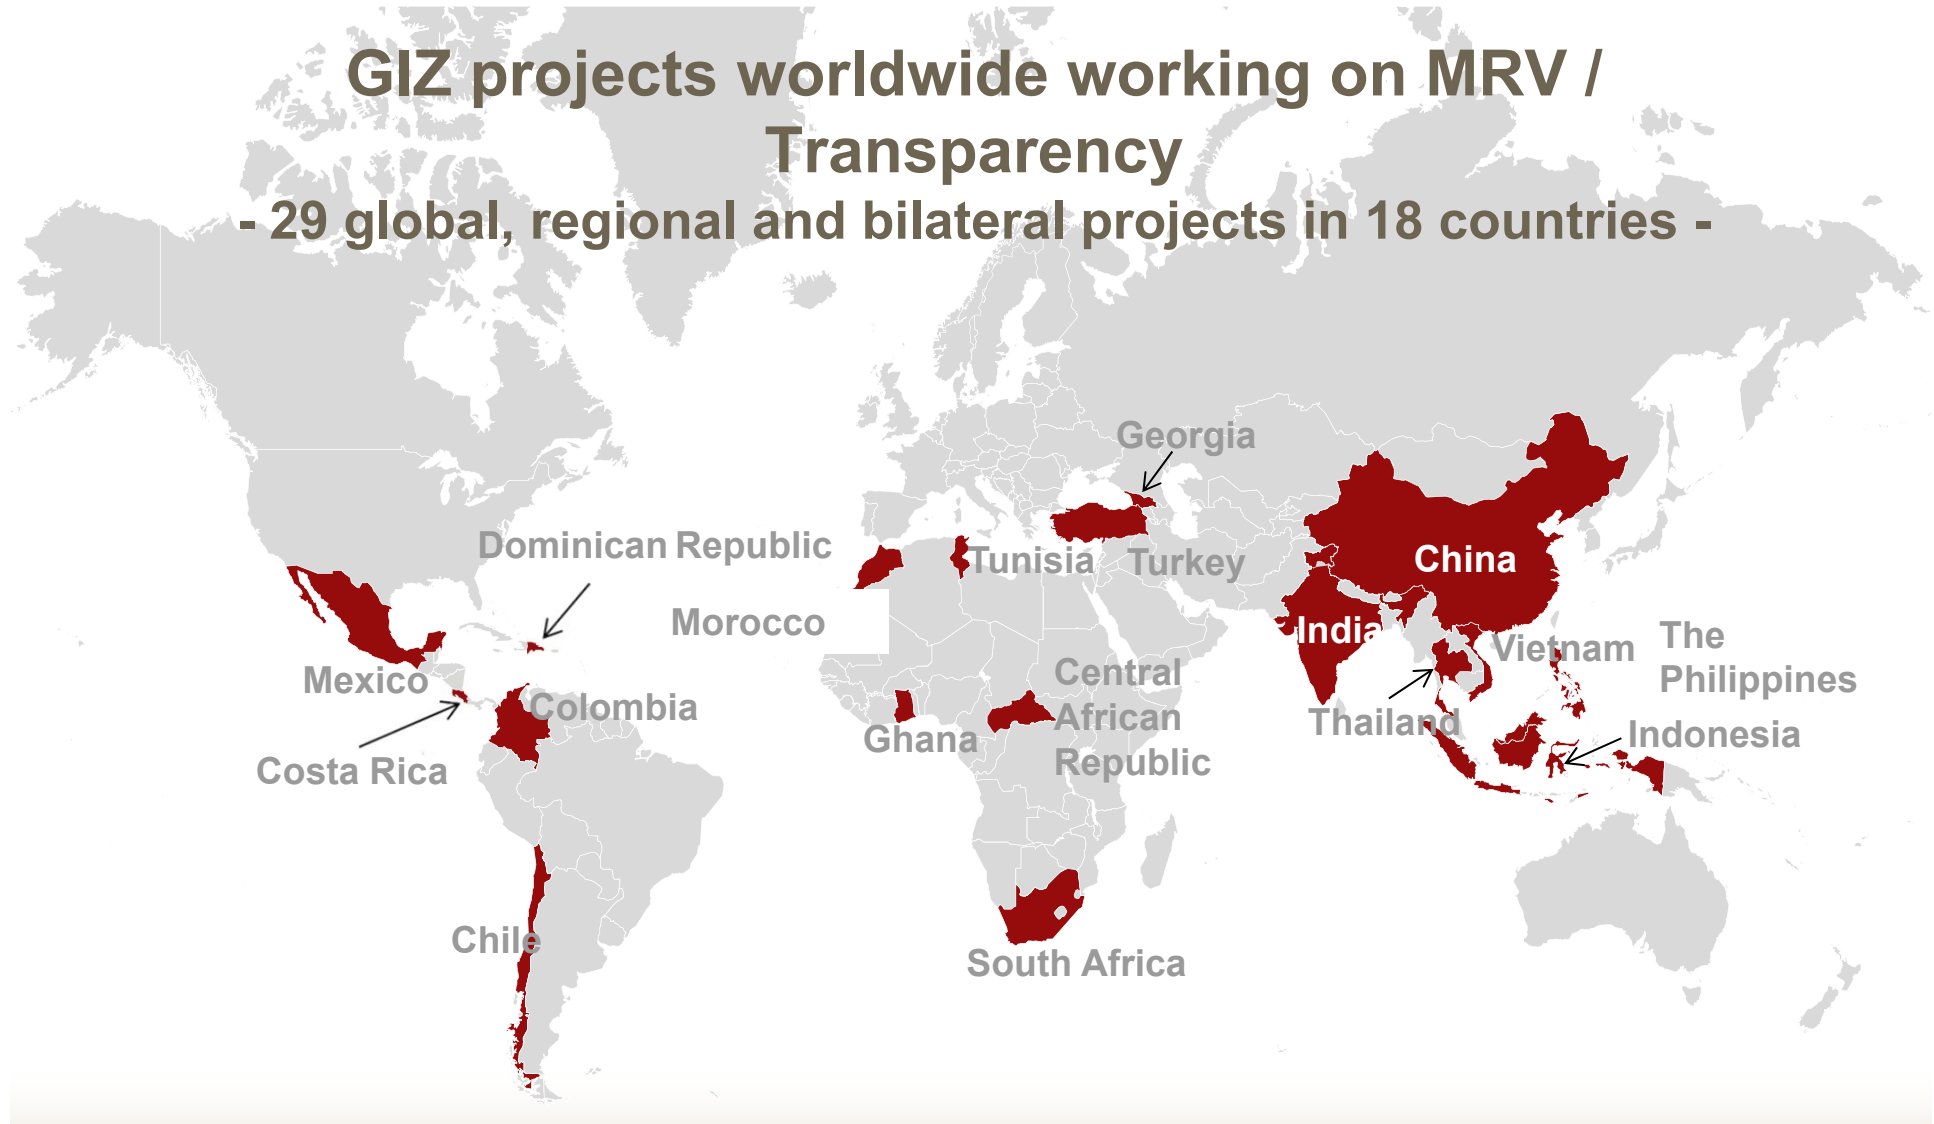 GIZ projects worldwide working on MRV /
Transparency
- 29 global, regional and bilateral projects in 18 countries -
Georgia
Dominican Republic
Tunisia
Turkey
China
Morocco
India
Vietnam
The
Philippines
Mexico
Central
African
Republic
Colombia
Ghana
Thailand
Indonesia
Costa Rica
Chile
South Africa